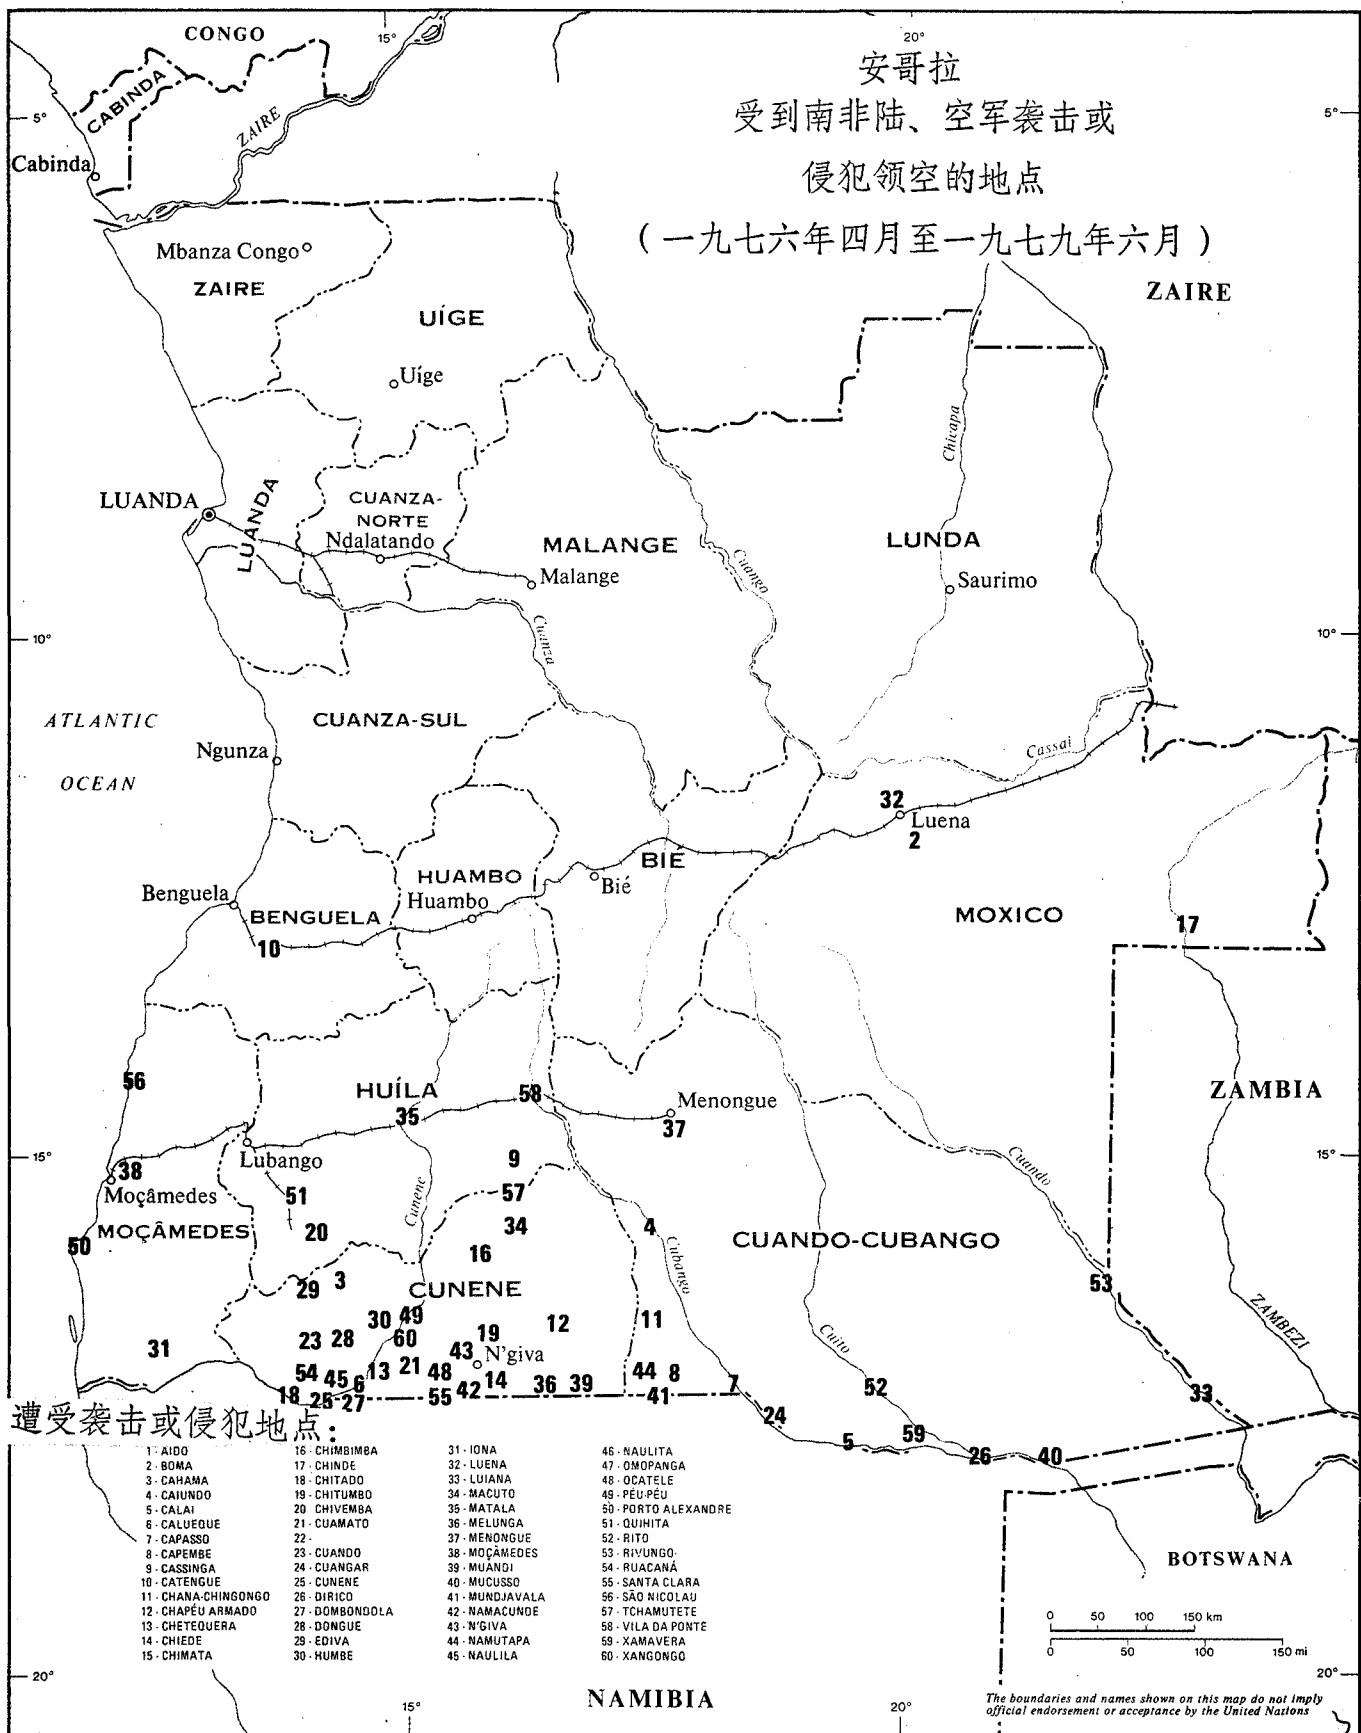 CONGO
15°
20°
安哥拉
受到南非陆、空军袭击或
侵犯领空的地点
(一九七六年四月至一九七九年六月)
CABINDA
5°
ZAIRE
5°
Cabinda
Mbanza Congo
ZAIRE
ZAIRE
UÍGE
Uíge
Chicapa
LUANDA
LUANDA
CUANZA-
NORTE
Ndalatando
MALANGE
LUNDA
Cuango
Malange
Saurimo
Cuanza
10°
10°
ATLANTIC
OCEAN
CUANZA-SUL
Ngunza
Cassai
32
Luena
2
BIÉ
HUAMBO
Bié
Benguela
Huambo
BENGUELA
MOXICO
17
10
56
HUÍLA
58
Menongue
ZAMBIA
35
37
15°
Lubango
9
Cuando
15°
38
Moçâmedes
51
Cunene
57
MOÇÂMEDES
20
34
4
CUANDO-CUBANGO
50
16
Cubango
29
3
CUNENE
53
30
49
12
11
ZAMBEZI
31
23
28
60
19
Cuito
43
N'giva
54
45
6
13
21
48
14
44
8
18
25
27
55
42
36
39
41
7
52
33
24
遭受袭击或侵犯地点:
5
59
26
40
1 - AIDO
2 - BOMA
3 - CAHAMA
4 - CAIUNDO
5 - CALAI
6 - CALUEQUE
7 - CAPASSO
8 - CAPEMBE
9 - CASSINGA
10 - CATENGUE
11 - CHANA-CHINGONGO
12 - CHAPÉU ARMADO
13 - CHETEQUERA
14 - CHIEDE
15 - CHIMATA
16 - CHIMBIMBA
17 - CHINDE
18 - CHITADO
19 - CHITUMBO
20 CHIVEMBA
21 - CUAMATO
22 -
23 - CUANDO
24 - CUANGAR
25 - CUNENE
26 - DIRICO
27 - DOMBONDOLA
28 - DONGUE
29 - EDIVA
30 - HUMBE
31 - IONA
32 - LUENA
33 - LUIANA
34 - MACUTO
35 - MATALA
36 - MELUNGA
37 - MENONGUE
38 - MOÇÂMEDES
39 - MUANDI
40 - MUCUSSO
41 - MUNDJAVALA
42 - NAMACUNDE
43 - N'GIVA
44 - NAMUTAPA
45 - NAULILA
46 - NAULITA
47 - OMOPANGA
48 - OCATELE
49 - PÉU-PÉU
50 - PORTO ALEXANDRE
51 - QUIHITA
52 - RITO
53 - RIVUNGO
54 - RUACANÁ
55 - SANTA CLARA
56 - SÃO NICOLAU
57 - TCHAMUTETE
58 - VILA DA PONTE
59 - XAMAVERA
60 - XANGONGO
BOTSWANA
0 50 100 150 km
0 50 100 150 mi
20°
20°
NAMIBIA
15°
20°
The boundaries and names shown on this map do not imply
official endorsement or acceptance by the United Nations